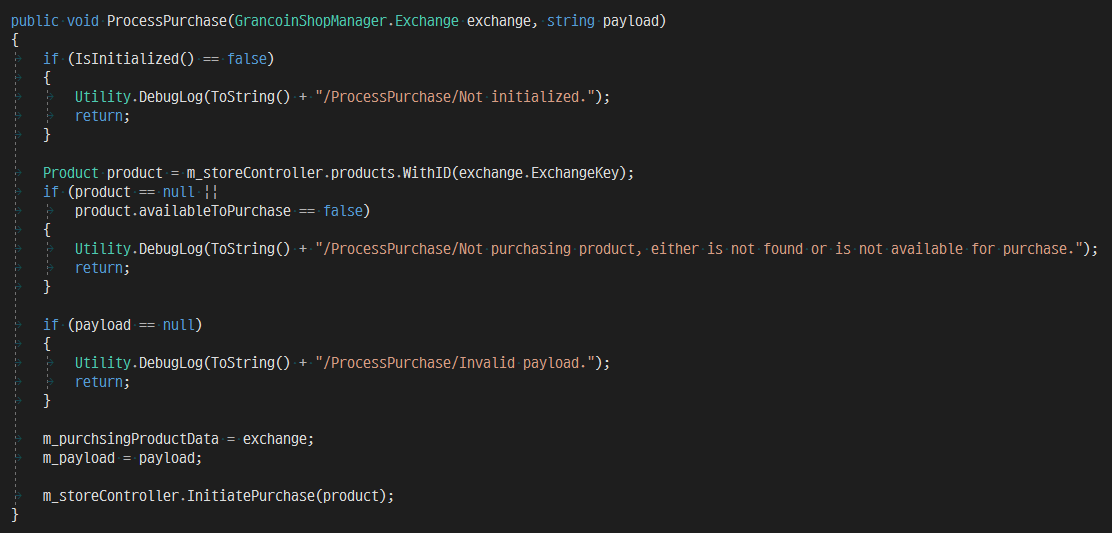 public void ProcessPurchase(GrancoinShopManager.Exchange exchange, string payload)
{
if (IsInitialized() == false)
{
Utility.DebugLog(ToString() + "/ProcessPurchase/Not initialized.");
return;
}
Product product = m_storeController.products.WithID(exchange.ExchangeKey);
if (product == null ||
product.availableToPurchase == false)
{
Utility.DebugLog(ToString() + "/ProcessPurchase/Not purchasing product, either is not found or is not available for purchase.");
return;
}
if (payload == null)
{
Utility.DebugLog(ToString() + "/ProcessPurchase/Invalid payload.");
return;
}
m_purchsingProductData = exchange;
m_payload = payload;
m_storeController.InitiatePurchase(product);
}